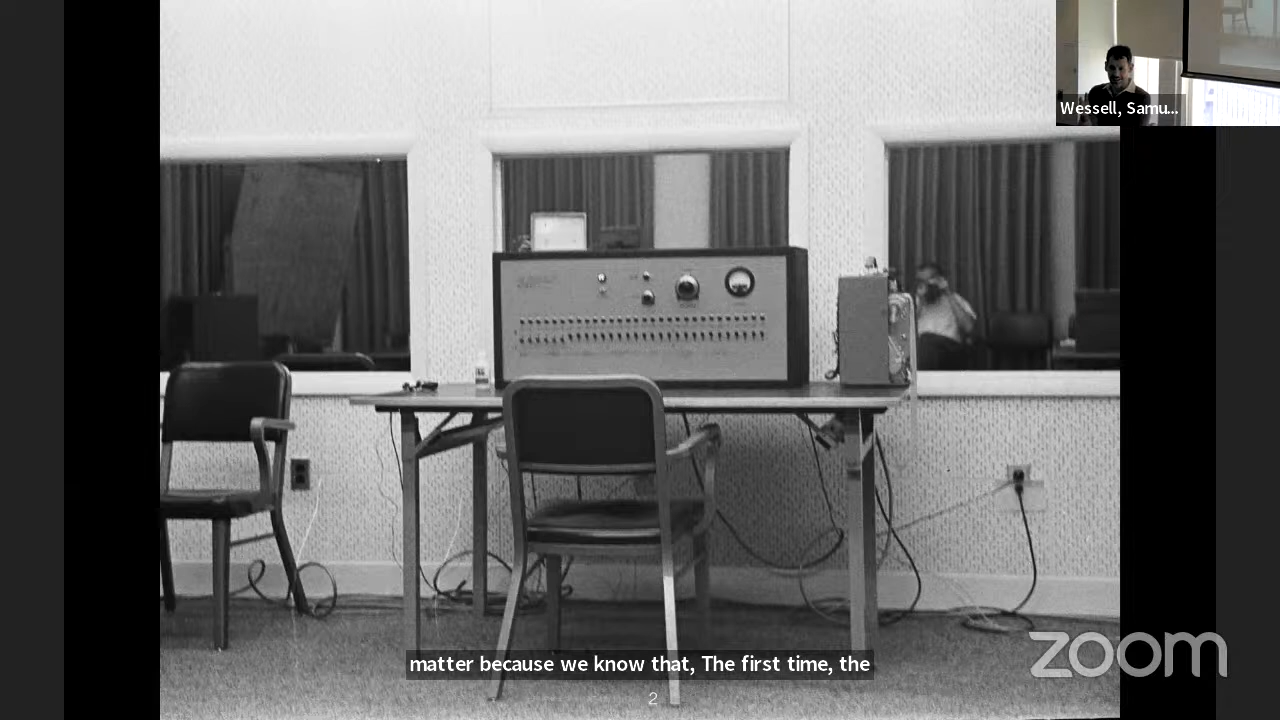 Wessell, Samu...
matter because we know that, The first time, the
2
zoom